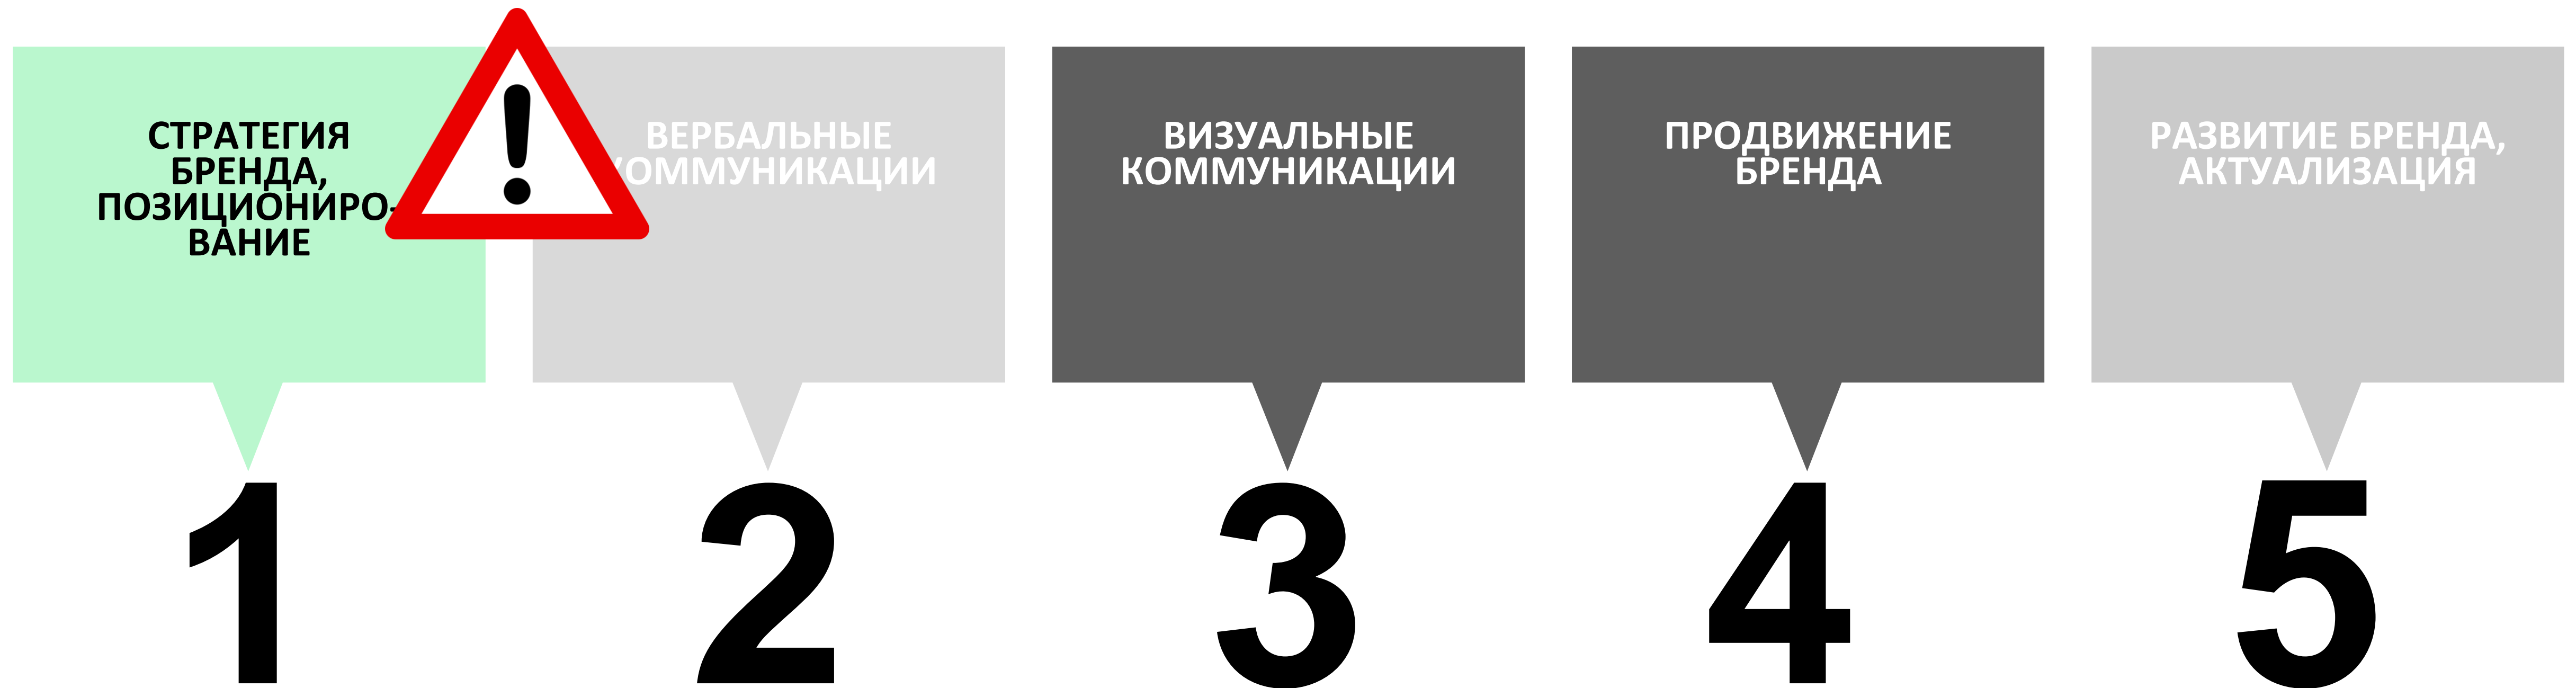 СТРАТЕГИЯ
БРЕНДА,
ПОЗИЦИОНИРО-
ВАНИЕ
ВЕРБАЛЬНЫЕ
КОММУНИКАЦИИ
ВИЗУАЛЬНЫЕ
КОММУНИКАЦИИ
ПРОДВИЖЕНИЕ
БРЕНДА
РАЗВИТИЕ БРЕНДА,
АКТУАЛИЗАЦИЯ
1
2
3
4
5